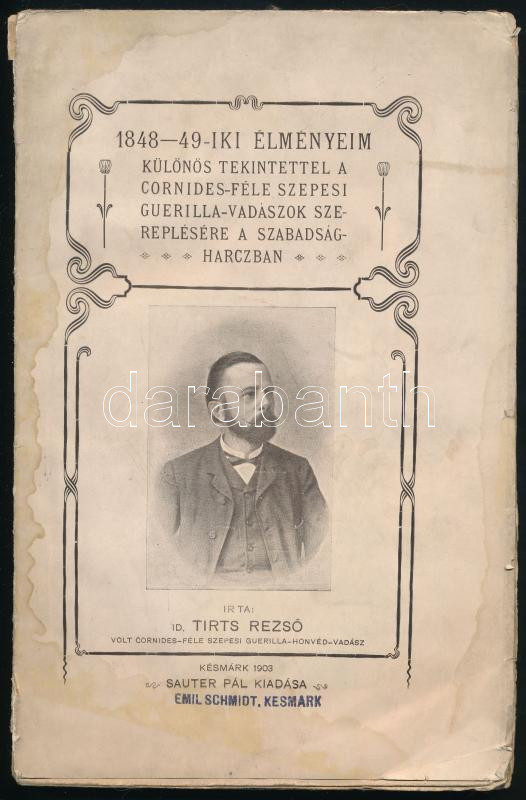 1848—49-IKI ÉLMÉNYEIM
KÜLÖNÖS TEKINTETTEL A
CORNIDES-FÉLE SZEPESI
GUERILLA-VADÁSZOK SZE-
REPLÉSÉRE A SZABADSÁG-
HARCZBAN
darabanth
IRTA:
ID. TIRTS REZSŐ
VOLT CORNIDES-FÉLE SZEPESI GUERILLA-HONVÉD-VADÁSZ
KÉSMÁRK 1903
SAUTER PÁL KIADÁSA
EMIL SCHMIDT, KESMARK